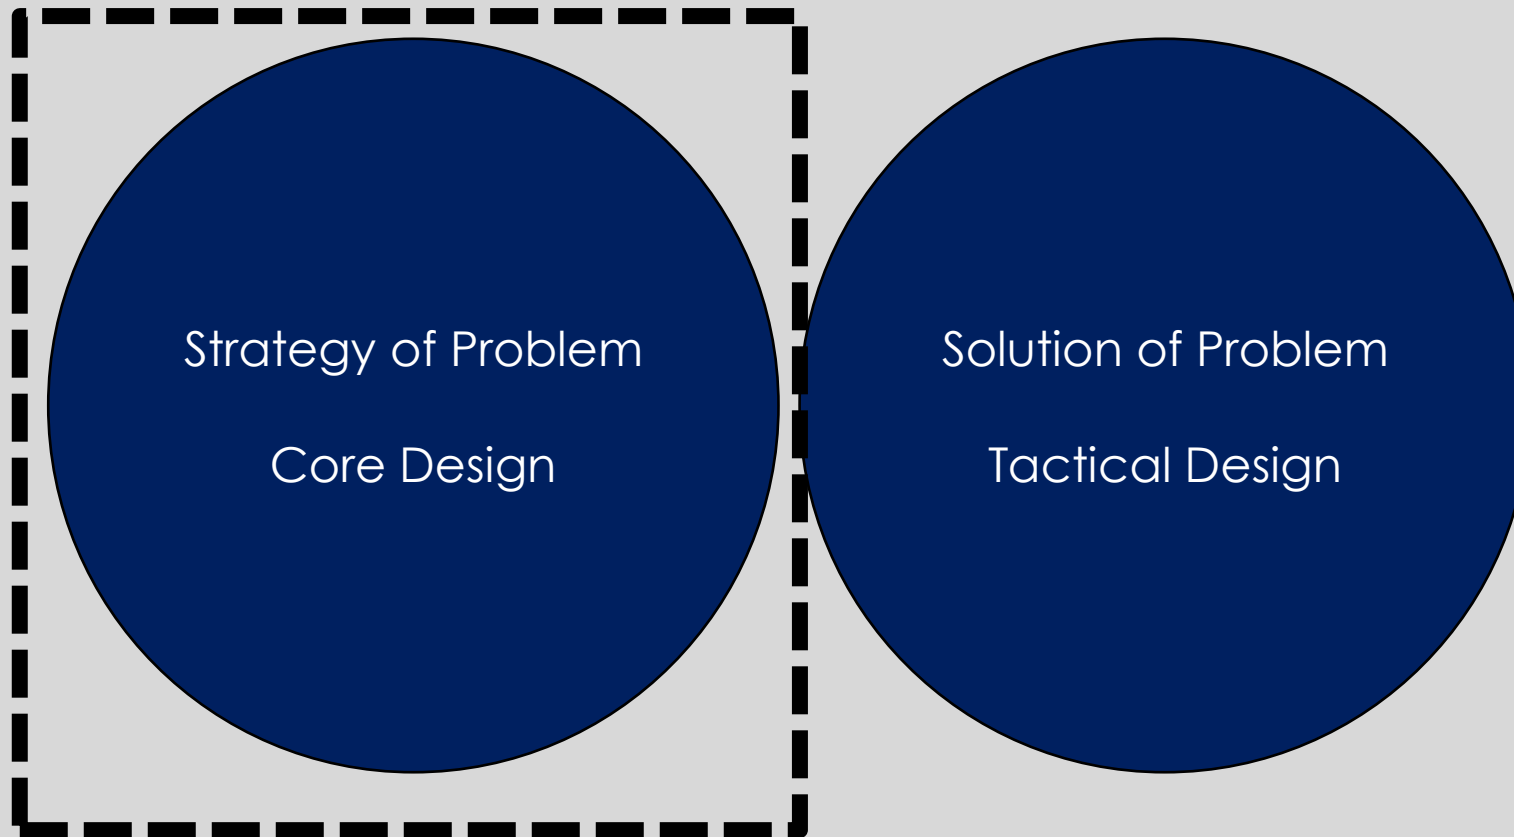 Strategy of Problem
Core Design
Solution of Problem
Tactical Design